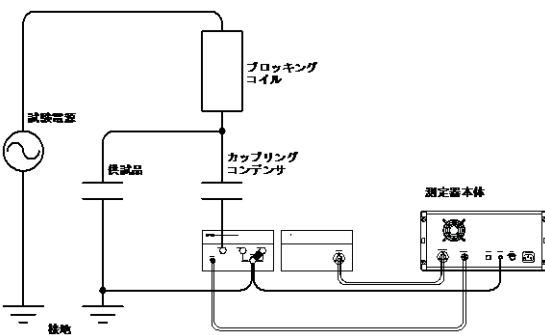 ブロッキング
コイル
試験電源
供試品
カップリング
コンデンサ
測定器本体
接地